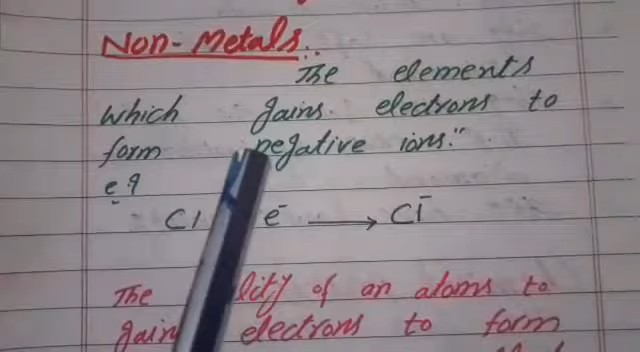 Non-Metals:
The elements
which gains electrons to
form negative ions."
e.g
Cl e⁻ ⟶ Cl⁻
The of an atoms to
gain electrons to form